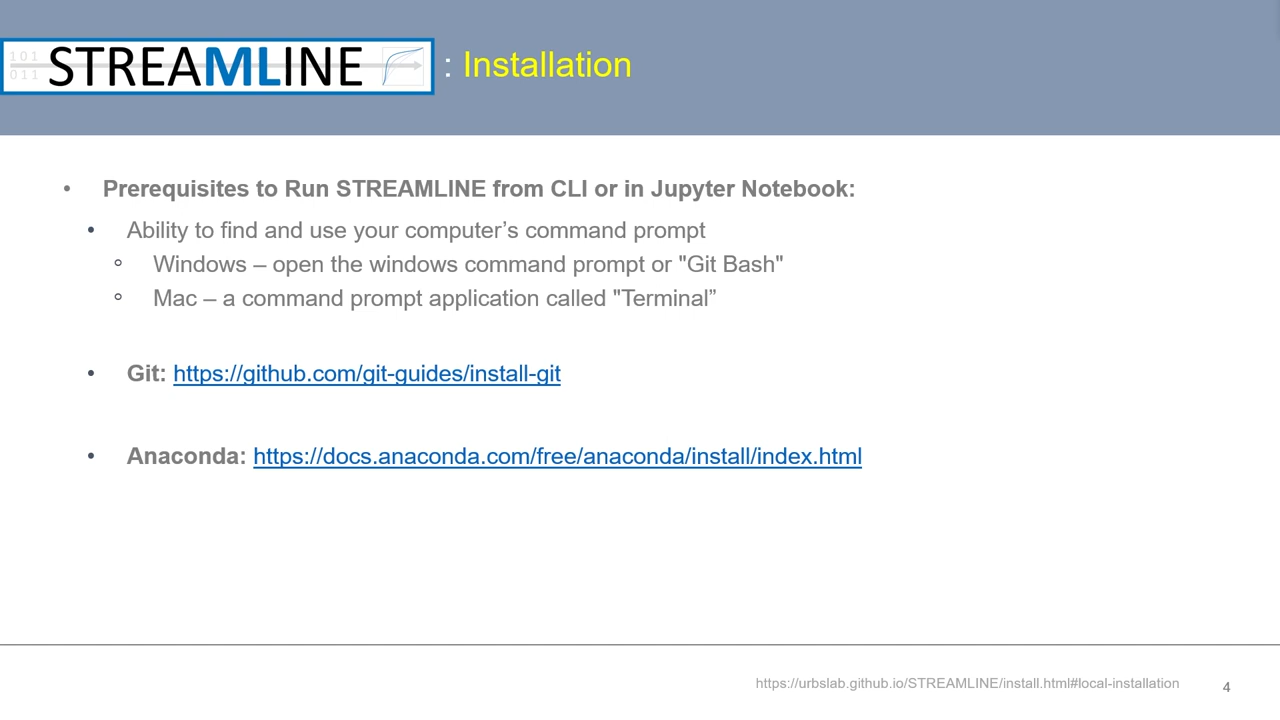 101
011
STREAMLINE : Installation
• Prerequisites to Run STREAMLINE from CLI or in Jupyter Notebook:
• Ability to find and use your computer’s command prompt
° Windows – open the windows command prompt or "Git Bash"
° Mac – a command prompt application called "Terminal”
• Git: https://github.com/git-guides/install-git
• Anaconda: https://docs.anaconda.com/free/anaconda/install/index.html
https://urbslab.github.io/STREAMLINE/install.html#local-installation
4